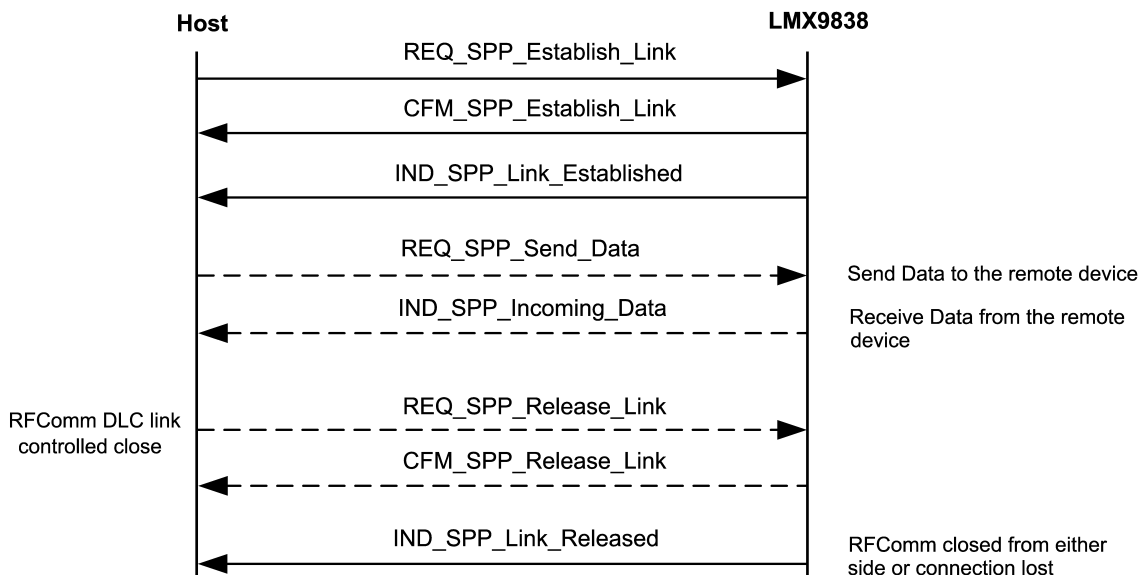 Host
LMX9838
REQ_SPP_Establish_Link
CFM_SPP_Establish_Link
IND_SPP_Link_Established
REQ_SPP_Send_Data
Send Data to the remote device
IND_SPP_Incoming_Data
Receive Data from the remote
device
REQ_SPP_Release_Link
RFComm DLC link
controlled close
CFM_SPP_Release_Link
IND_SPP_Link_Released
RFComm closed from either
side or connection lost